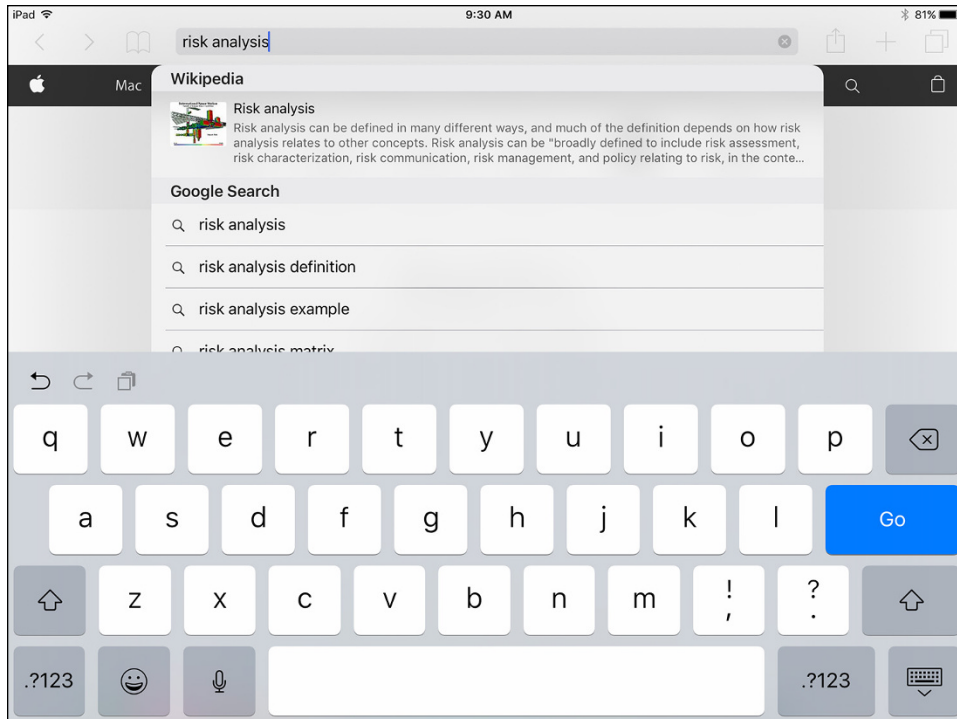 iPad 9:30 AM 81%
risk analysis
Mac
Wikipedia
Risk analysis
Risk analysis can be defined in many different ways, and much of the definition depends on how risk
analysis relates to other concepts. Risk analysis can be "broadly defined to include risk assessment,
risk characterization, risk communication, risk management, and policy relating to risk, in the conte...
Google Search
risk analysis
risk analysis definition
risk analysis example
risk analysis matrix
q w e r t y u i o p
a s d f g h j k l Go
z x c v b n m ! , ? .
.?123 .?123